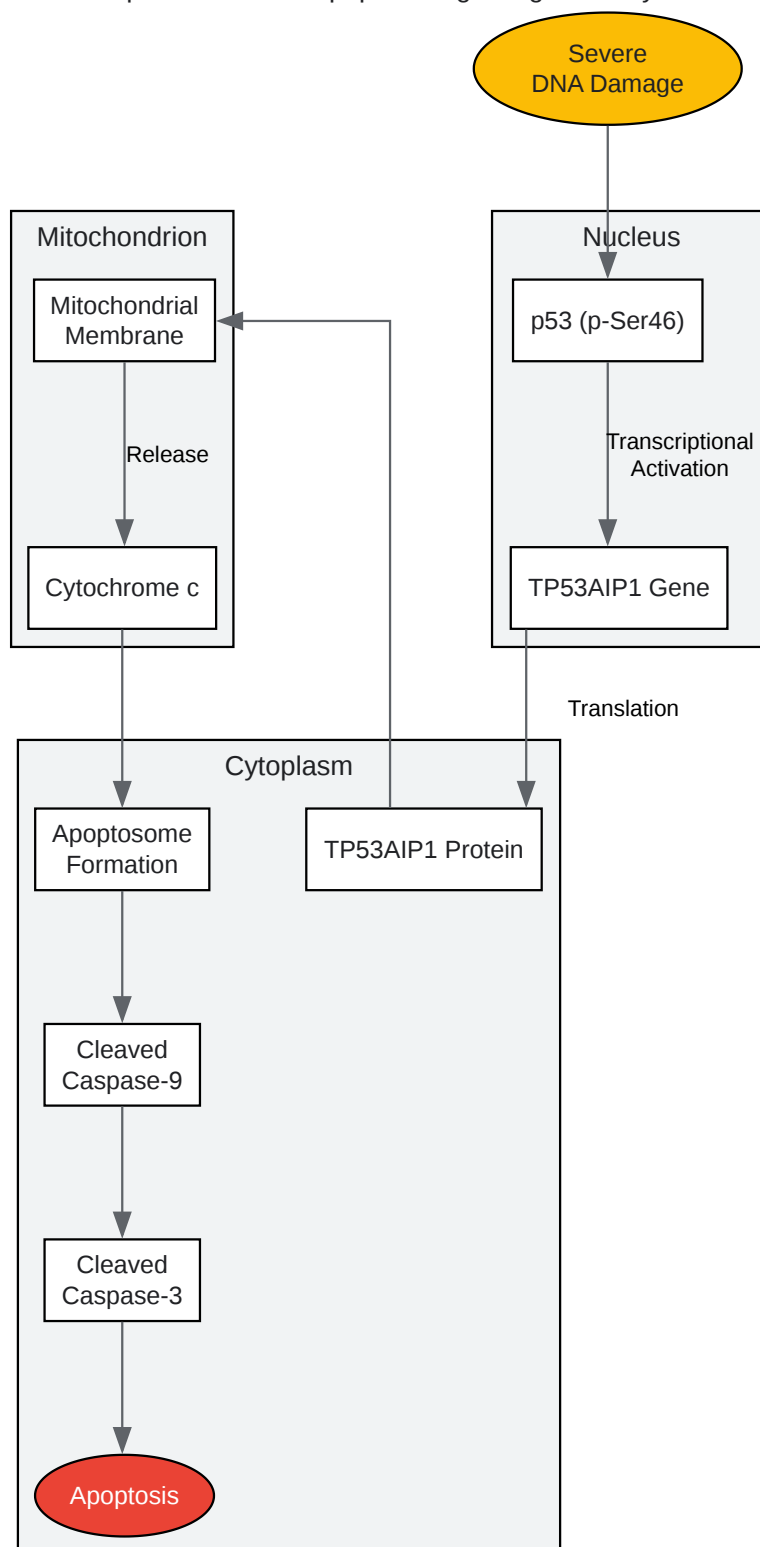 Severe
DNA Damage
Mitochondrion
Nucleus
Mitochondrial
Membrane
p53 (p-Ser46)
Release
Transcriptional
Activation
Cytochrome c
TP53AIP1 Gene
Translation
Cytoplasm
Apoptosome
Formation
TP53AIP1 Protein
Cleaved
Caspase-9
Cleaved
Caspase-3
Apoptosis